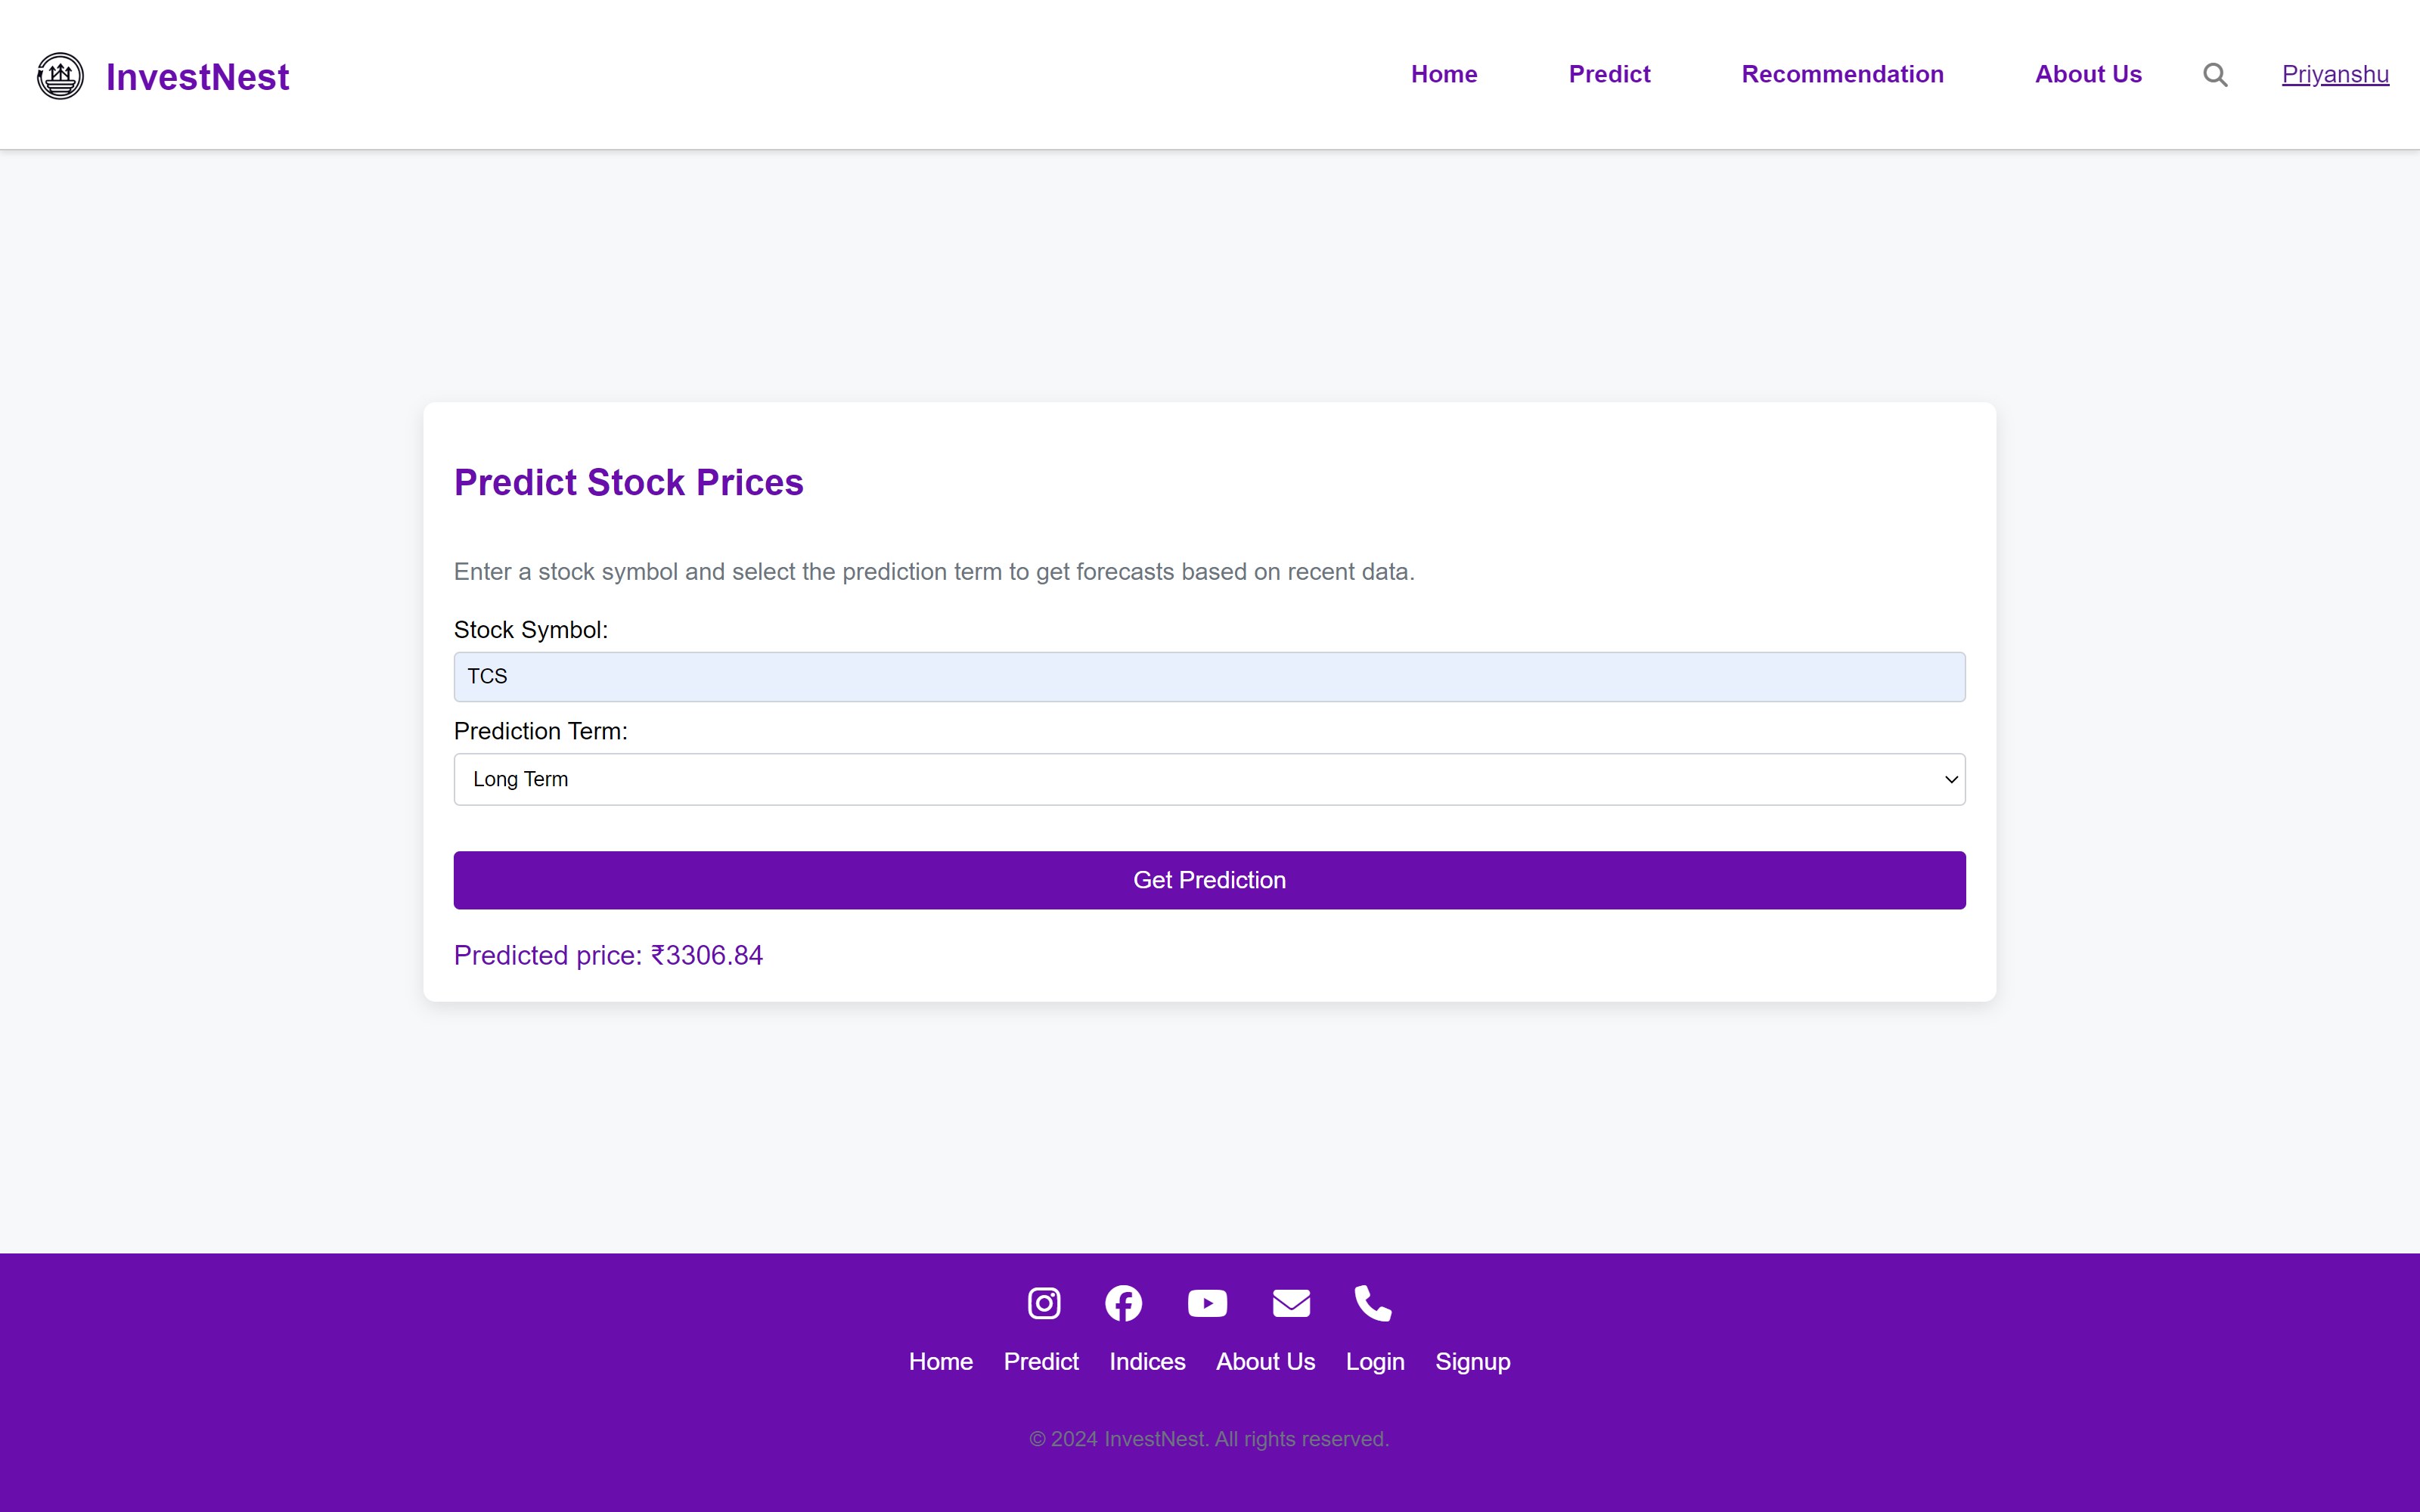 InvestNest
Home Predict Recommendation About Us Priyanshu
Predict Stock Prices
Enter a stock symbol and select the prediction term to get forecasts based on recent data.
Stock Symbol:
TCS
Prediction Term:
Long Term
Get Prediction
Predicted price: ₹3306.84
Home Predict Indices About Us Login Signup
© 2024 InvestNest. All rights reserved.